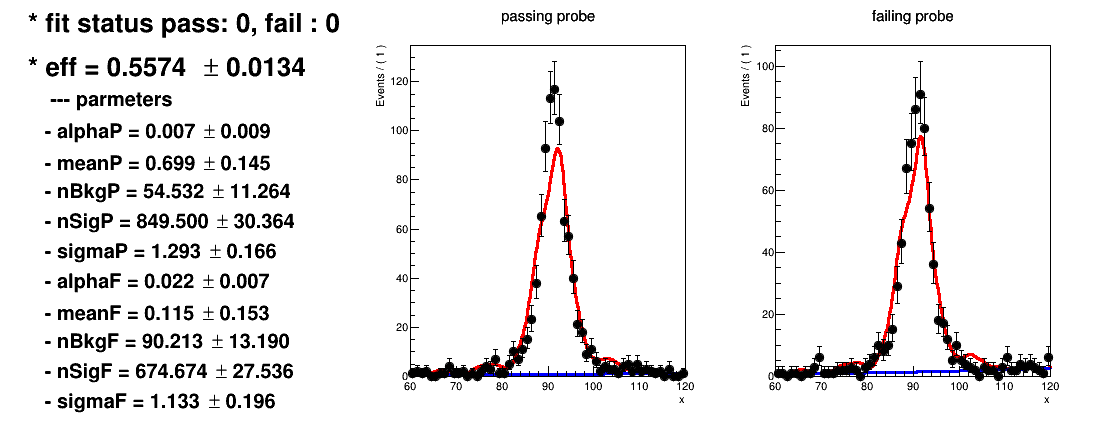 * fit status pass: 0, fail : 0
* eff = 0.5574 ± 0.0134
--- parmeters
- alphaP = 0.007 ± 0.009
- meanP = 0.699 ± 0.145
- nBkgP = 54.532 ± 11.264
- nSigP = 849.500 ± 30.364
- sigmaP = 1.293 ± 0.166
- alphaF = 0.022 ± 0.007
- meanF = 0.115 ± 0.153
- nBkgF = 90.213 ± 13.190
- nSigF = 674.674 ± 27.536
- sigmaF = 1.133 ± 0.196
passing probe
Events / ( 1 )
120
100
80
60
40
20
0
60 70 80 90 100 110 120
x
failing probe
Events / ( 1 )
100
80
60
40
20
0
60 70 80 90 100 110 120
x